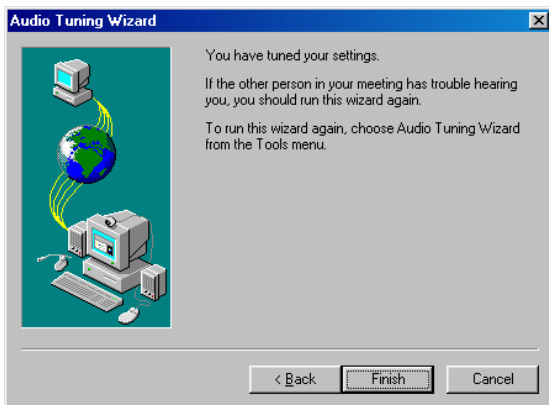 Audio Tuning Wizard
You have tuned your settings.
If the other person in your meeting has trouble hearing
you, you should run this wizard again.
To run this wizard again, choose Audio Tuning Wizard
from the Tools menu.
< Back
Finish
Cancel